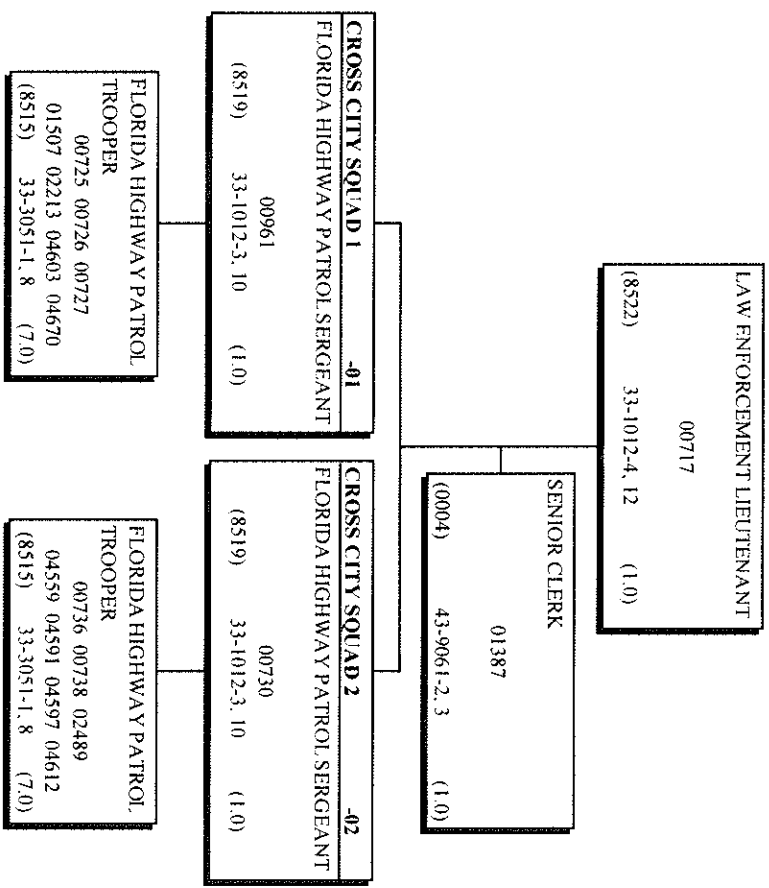 LAW ENFORCEMENT LIEUTENANT
00717
(8522) 33-1012-4, 12 (1.0)
SENIOR CLERK
01387
(0004) 43-9061-2, 3 (1.0)
CROSS CITY SQUAD 1 -01
FLORIDA HIGHWAY PATROL SERGEANT
00961
(8519) 33-1012-3, 10 (1.0)
FLORIDA HIGHWAY PATROL
TROOPER
00725 00726 00727
01507 02213 04603 04670
(8515) 33-3051-1, 8 (7.0)
CROSS CITY SQUAD 2 -02
FLORIDA HIGHWAY PATROL SERGEANT
00730
(8519) 33-1012-3, 10 (1.0)
FLORIDA HIGHWAY PATROL
TROOPER
00736 00738 02489
04559 04591 04597 04612
(8515) 33-3051-1, 8 (7.0)